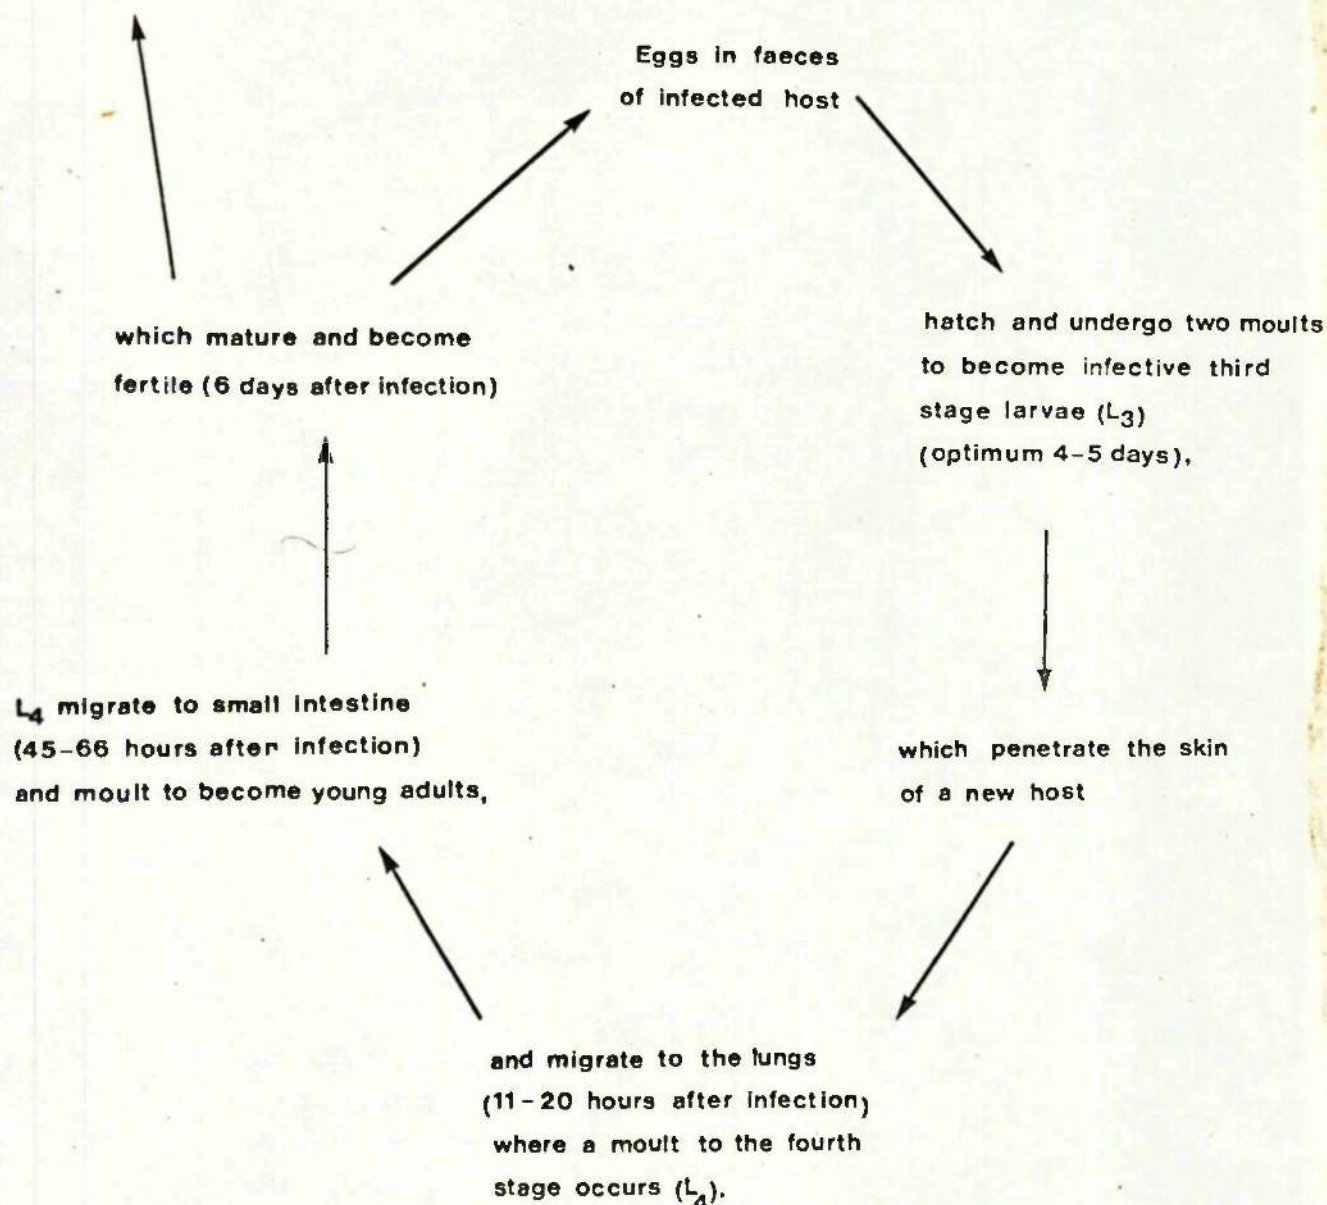 Eggs in faeces
of infected host
hatch and undergo two moults
to become infective third
stage larvae (L₃)
(optimum 4-5 days),
which penetrate the skin
of a new host
and migrate to the lungs
(11-20 hours after infection)
where a moult to the fourth
stage occurs (L₄).
L₄ migrate to small intestine
(45-66 hours after infection)
and moult to become young adults,
which mature and become
fertile (6 days after infection)